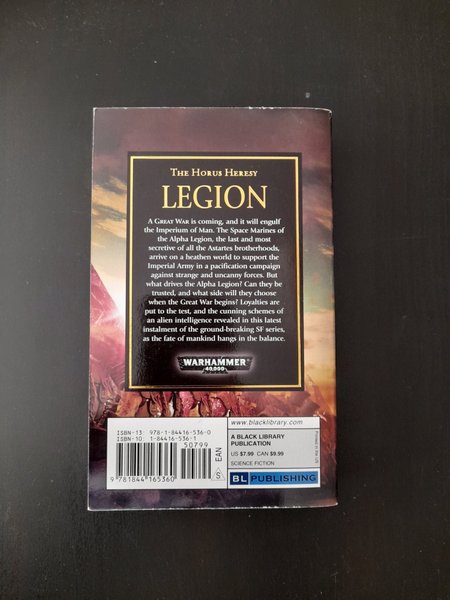 THE HORUS HERESY
LEGION
A GREAT WAR is coming, and it will engulf
the Imperium of Man. The Space Marines of
the Alpha Legion, the last and most
secretive of all the Astartes brotherhoods,
arrive on a heathen world to support the
Imperial Army in a pacification campaign
against strange and uncanny forces. But
what drives the Alpha Legion? Can they be
trusted, and what side will they choose
when the Great War begins? Loyalties are
put to the test, and the cunning schemes of
an alien intelligence revealed in this latest
instalment of the ground-breaking SF series,
as the fate of mankind hangs in the balance.
WARHAMMER
40,000
ISBN-13: 978-1-84416-536-0
ISBN-10: 1-84416-536-1
50799
9 781844 165360
S
EAN
www.blacklibrary.com
A BLACK LIBRARY
PUBLICATION
US $7.99 CAN $9.99
SCIENCE FICTION
BL PUBLISHING